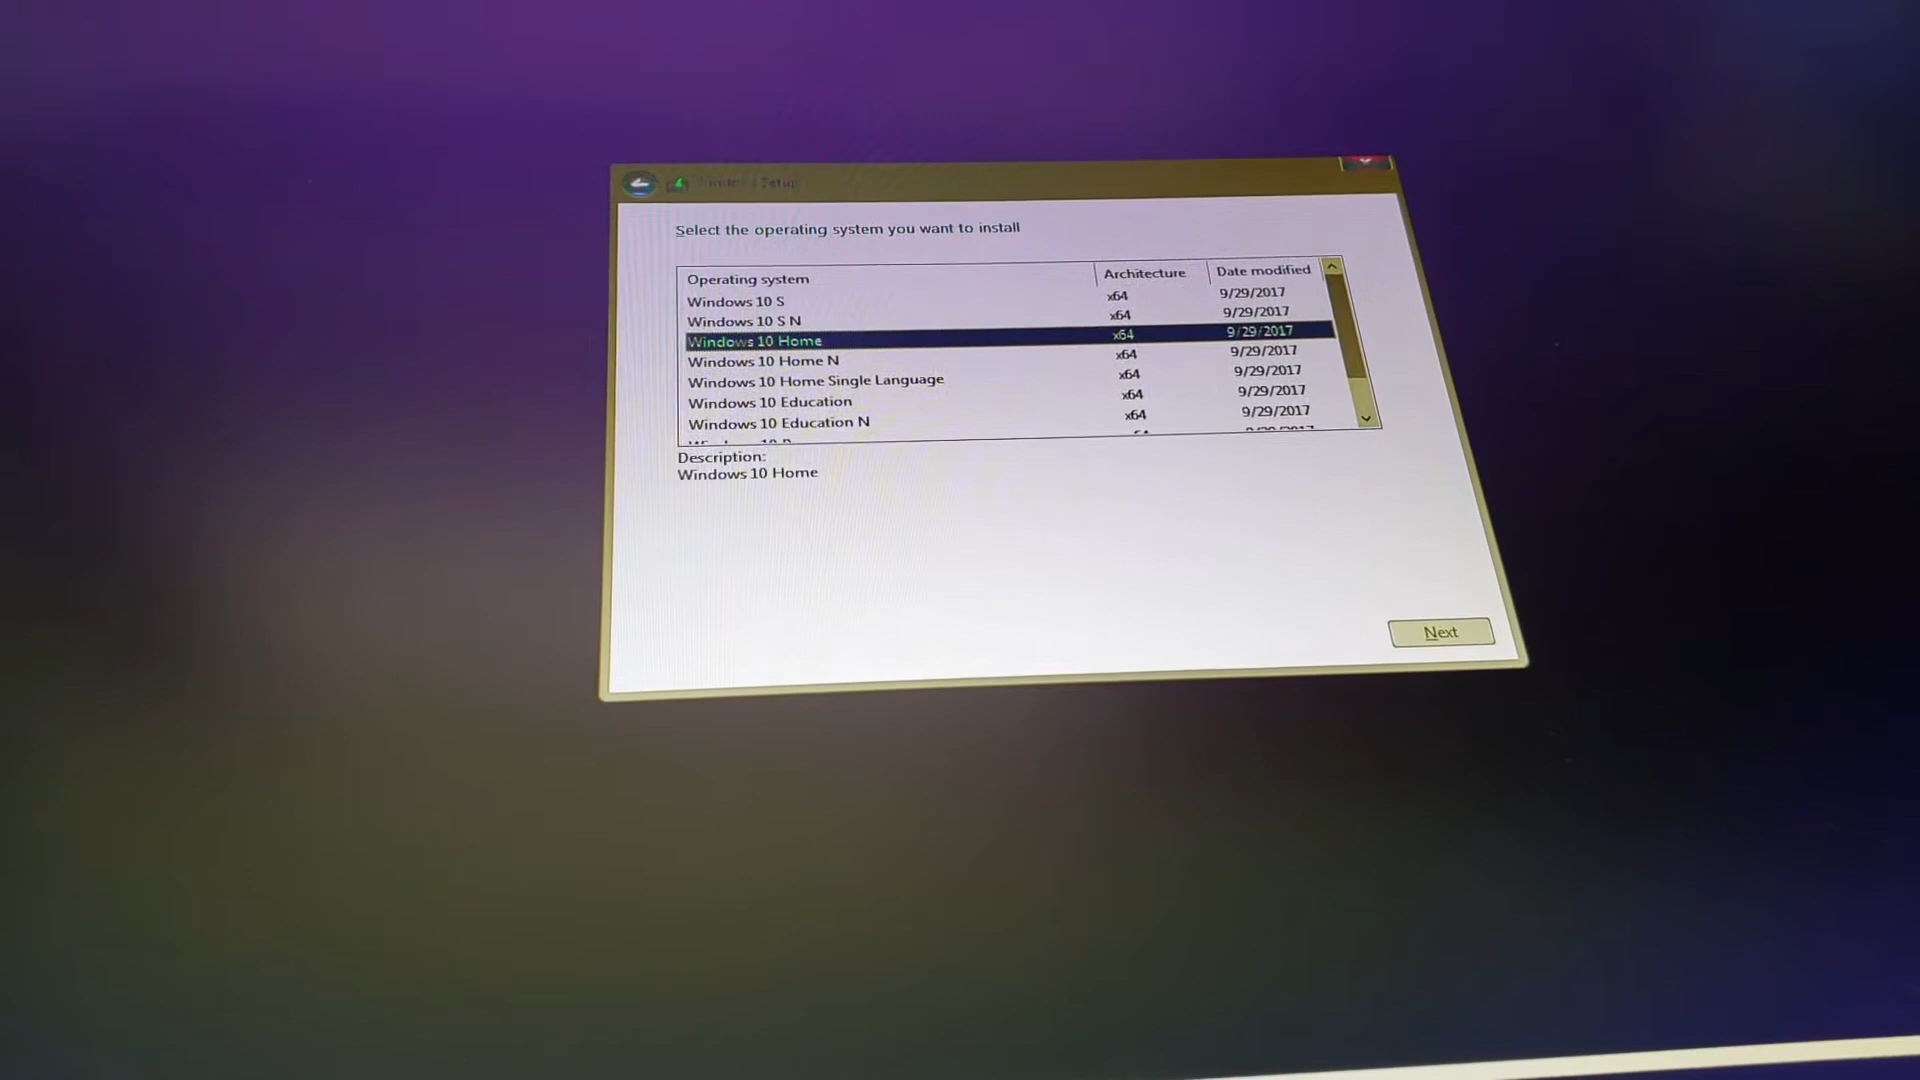 Setup
Select the operating system you want to install
Operating system Architecture Date modified
Windows 10 S x64 9/29/2017
Windows 10 S N x64 9/29/2017
Windows 10 Home x64 9/29/2017
Windows 10 Home N x64 9/29/2017
Windows 10 Home Single Language x64 9/29/2017
Windows 10 Education x64 9/29/2017
Windows 10 Education N x64 9/29/2017
Description:
Windows 10 Home
Next